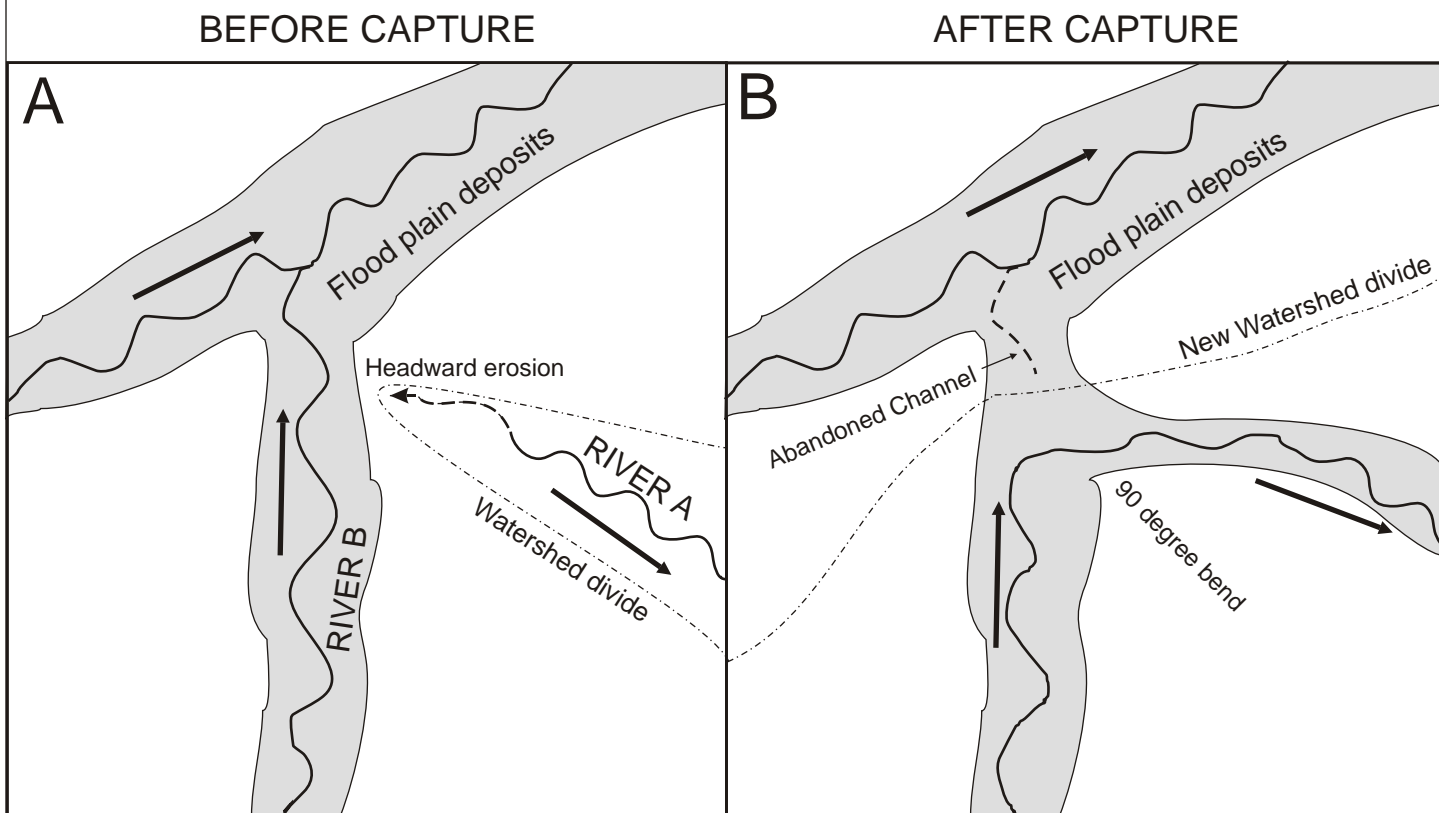 BEFORE CAPTURE
AFTER CAPTURE
A
Flood plain deposits
Headward erosion
RIVER A
Watershed divide
RIVER B
B
Flood plain deposits
New Watershed divide
Abandoned Channel
90 degree bend